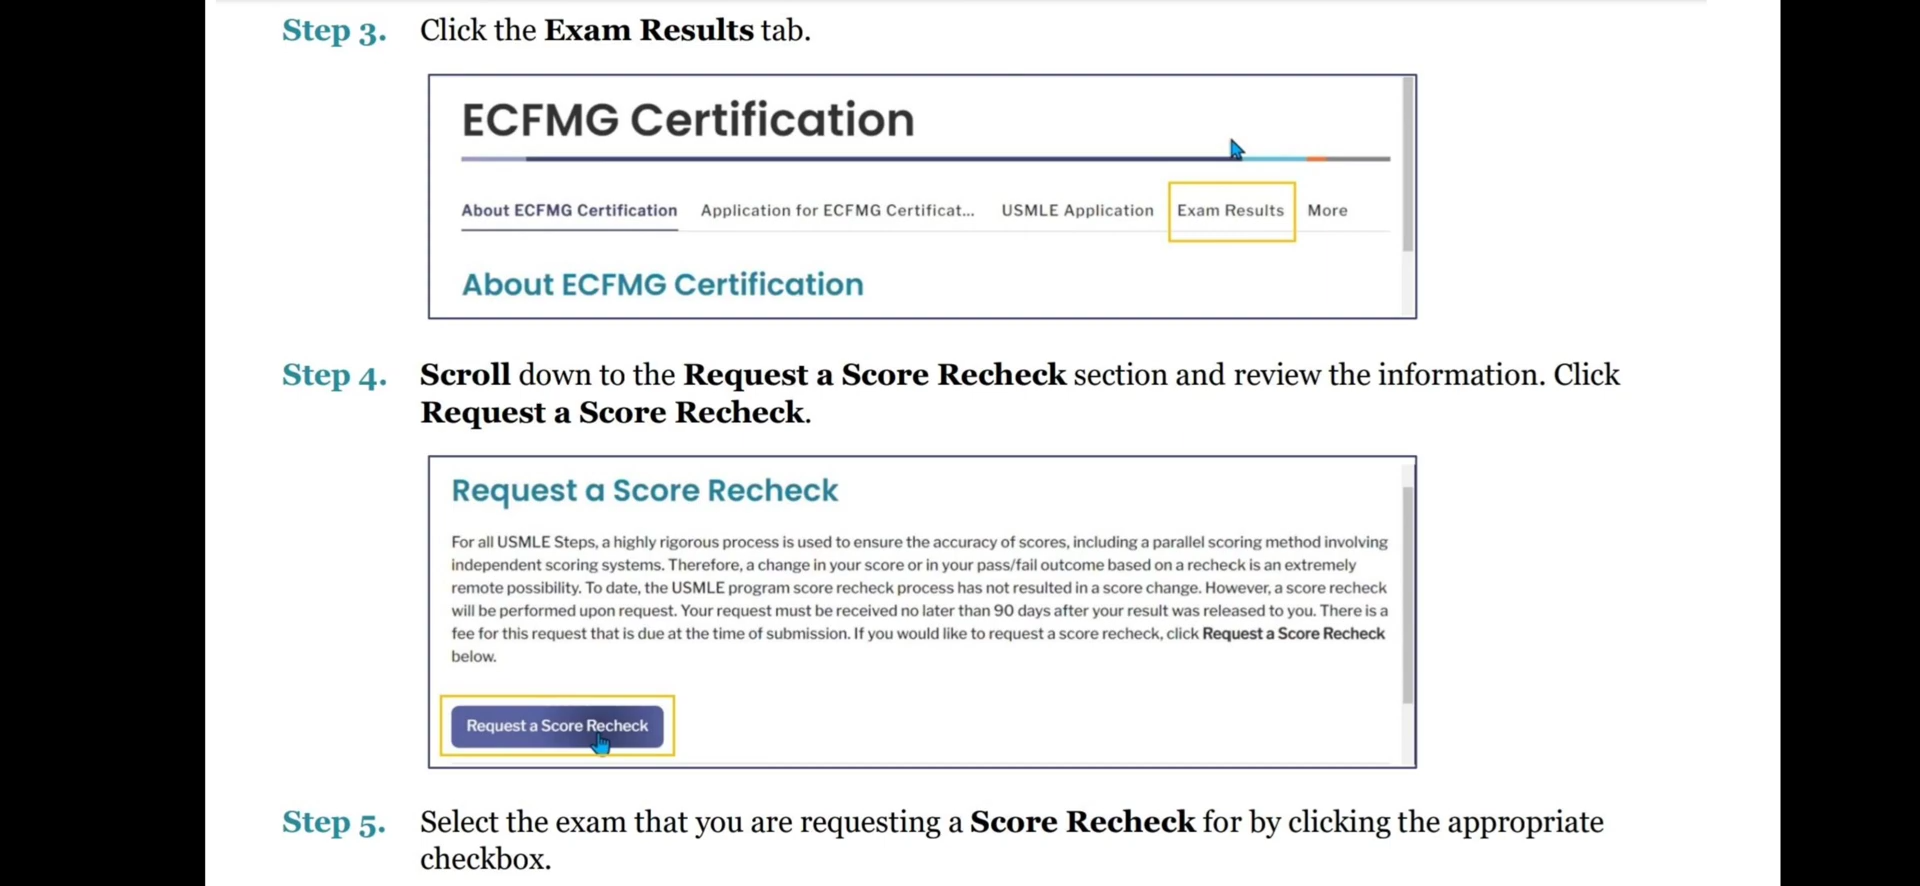 Step 3. Click the Exam Results tab.
ECFMG Certification
About ECFMG Certification Application for ECFMG Certificat... USMLE Application Exam Results More
About ECFMG Certification
Step 4. Scroll down to the Request a Score Recheck section and review the information. Click
Request a Score Recheck.
Request a Score Recheck
For all USMLE Steps, a highly rigorous process is used to ensure the accuracy of scores, including a parallel scoring method involving
independent scoring systems. Therefore, a change in your score or in your pass/fail outcome based on a recheck is an extremely
remote possibility. To date, the USMLE program score recheck process has not resulted in a score change. However, a score recheck
will be performed upon request. Your request must be received no later than 90 days after your result was released to you. There is a
fee for this request that is due at the time of submission. If you would like to request a score recheck, click Request a Score Recheck
below.
Request a Score Recheck
Step 5. Select the exam that you are requesting a Score Recheck for by clicking the appropriate
checkbox.